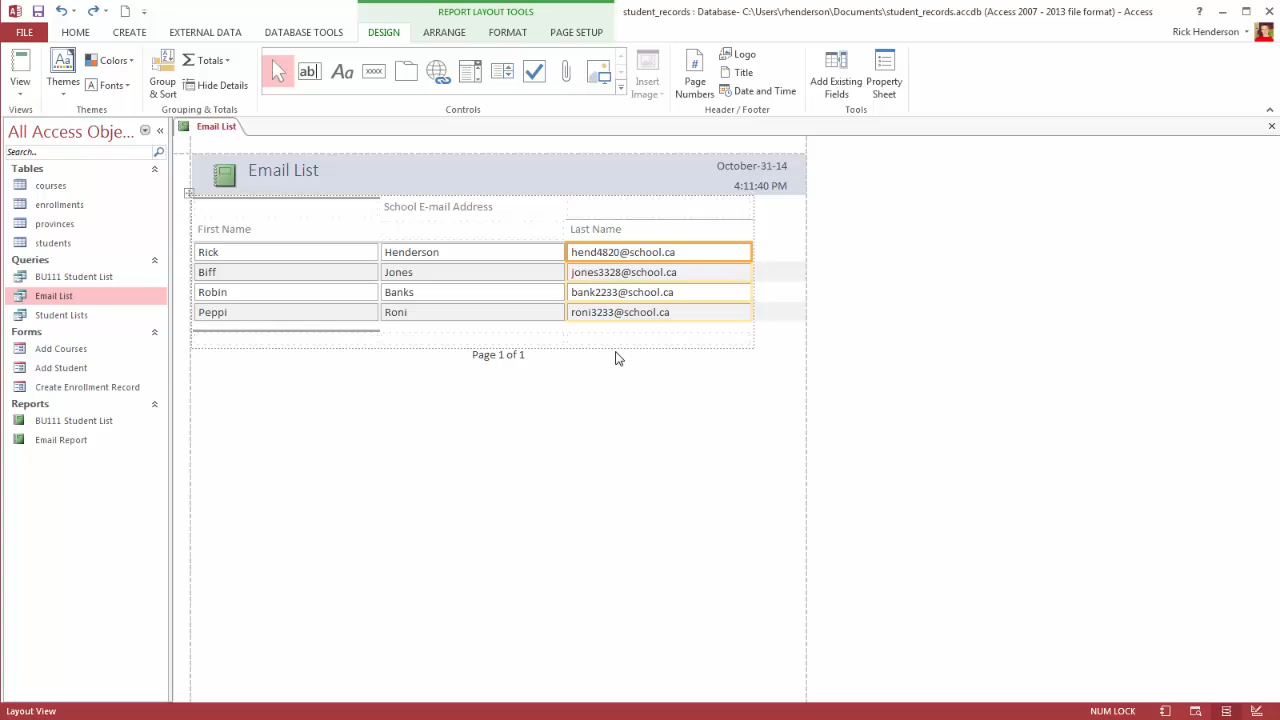 REPORT LAYOUT TOOLS
student_records : Database- C:\Users\rhenderson\Documents\student_records.accdb (Access 2007 - 2013 file format) - Access
?
FILE HOME CREATE EXTERNAL DATA DATABASE TOOLS DESIGN ARRANGE FORMAT PAGE SETUP
Rick Henderson
View
Views
Themes
Colors
Fonts
Themes
Group & Sort
Totals
Hide Details
Grouping & Totals
ab|
Aa
xxxx
Controls
Insert Image
Page Numbers
Logo
Title
Date and Time
Header / Footer
Add Existing Fields
Property Sheet
Tools
All Access Obje...
Search..
Tables
courses
enrollments
provinces
students
Queries
BU111 Student List
Email List
Student Lists
Forms
Add Courses
Add Student
Create Enrollment Record
Reports
BU111 Student List
Email Report
Email List
Email List
October-31-14
4:11:40 PM
School E-mail Address
First Name Last Name
Rick Henderson hend4820@school.ca
Biff Jones jones3328@school.ca
Robin Banks bank2233@school.ca
Peppi Roni roni3233@school.ca
Page 1 of 1
Layout View
NUM LOCK